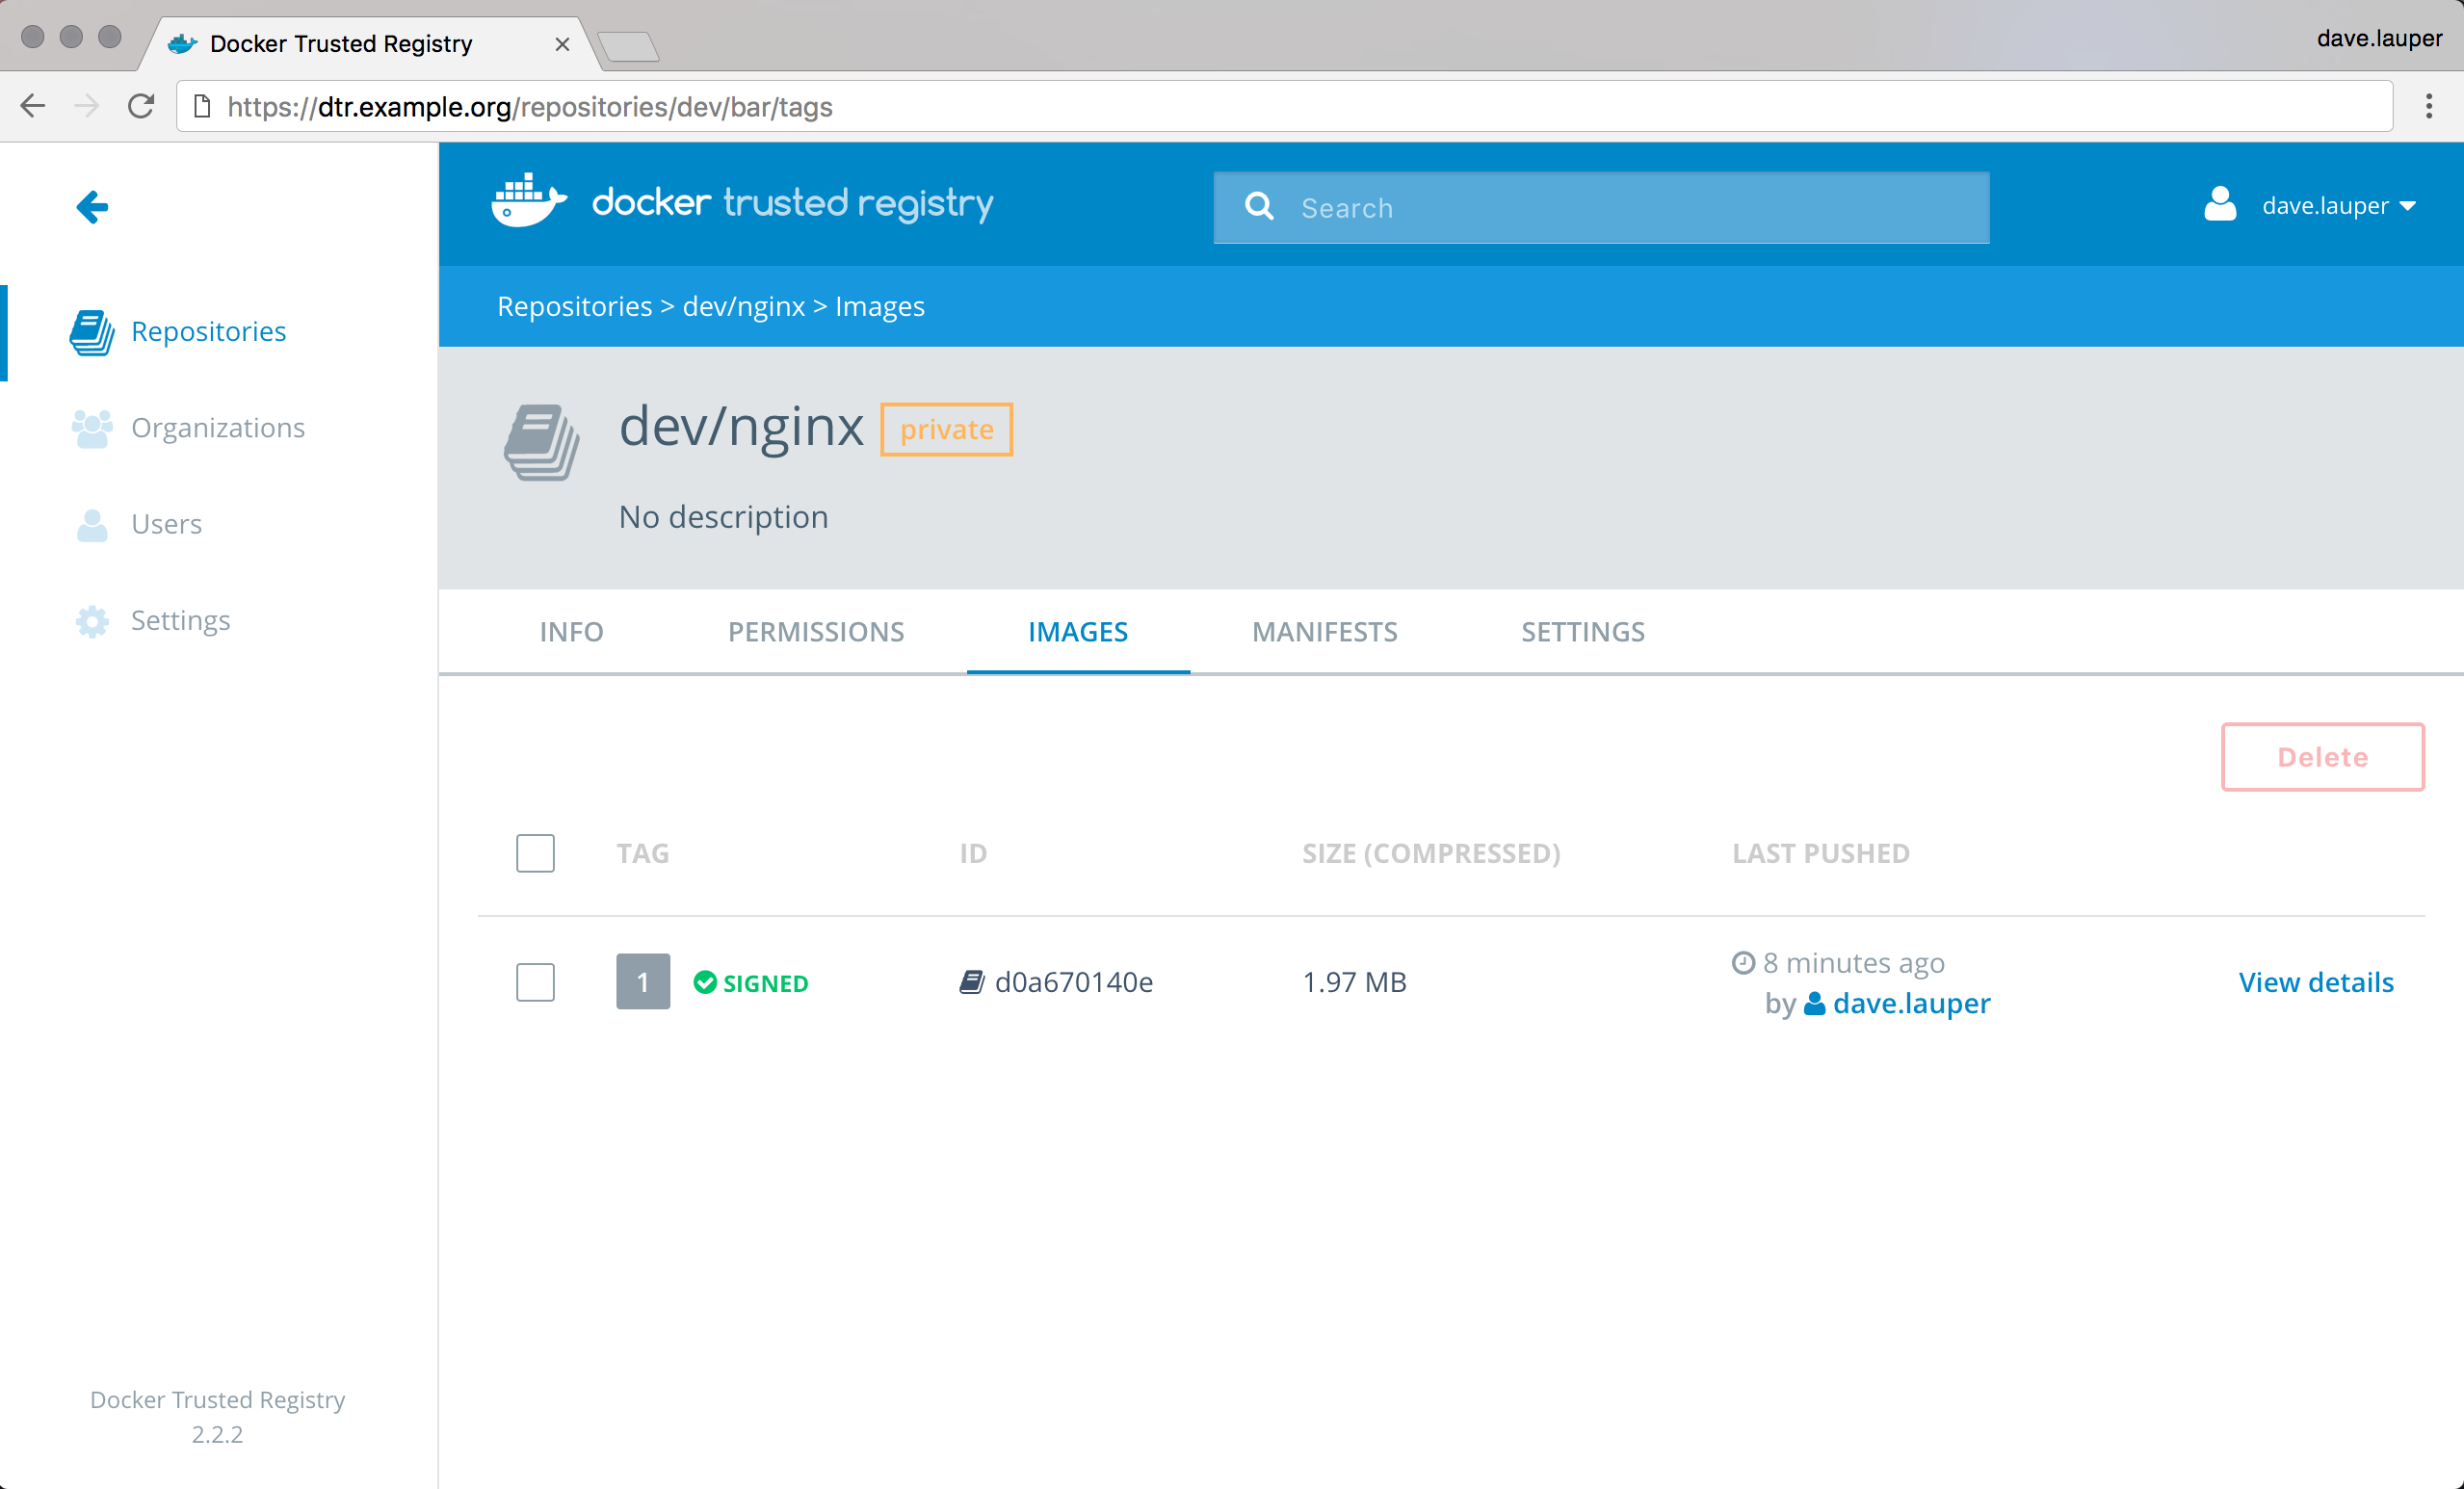 Docker Trusted Registry
dave.lauper
https://dtr.example.org/repositories/dev/bar/tags
docker trusted registry
Search
dave.lauper
Repositories > dev/nginx > Images
Repositories
Organizations
Users
Settings
dev/nginx private
No description
INFO PERMISSIONS IMAGES MANIFESTS SETTINGS
Delete
TAG ID SIZE (COMPRESSED) LAST PUSHED
1 SIGNED d0a670140e 1.97 MB 8 minutes ago
by dave.lauper
View details
Docker Trusted Registry
2.2.2